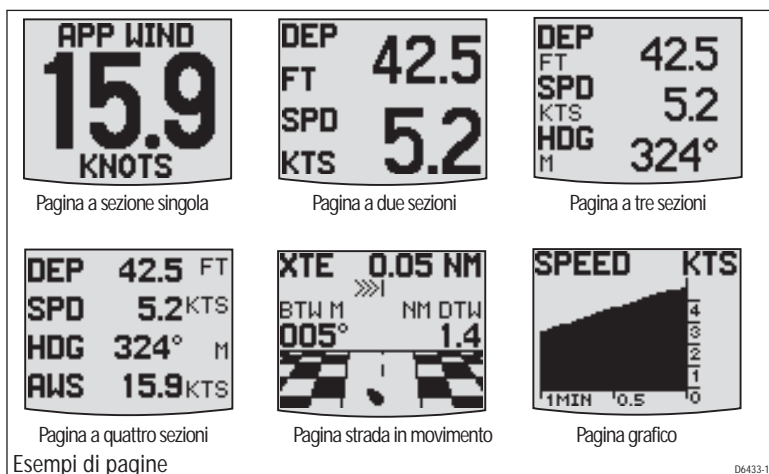 APP WIND
15.9
KNOTS
Pagina a sezione singola
DEP
FT
42.5
SPD
KTS
5.2
Pagina a due sezioni
DEP
FT
42.5
SPD
KTS
5.2
HDG
M
324°
Pagina a tre sezioni
DEP 42.5 FT
SPD 5.2 KTS
HDG 324° M
AWS 15.9 KTS
Pagina a quattro sezioni
XTE 0.05 NM
BTW M NM DTW
005° 1.4
Pagina strada in movimento
SPEED KTS
4
3
2
1
0
1MIN 0.5
Pagina grafico
Esempi di pagine
D6433-1